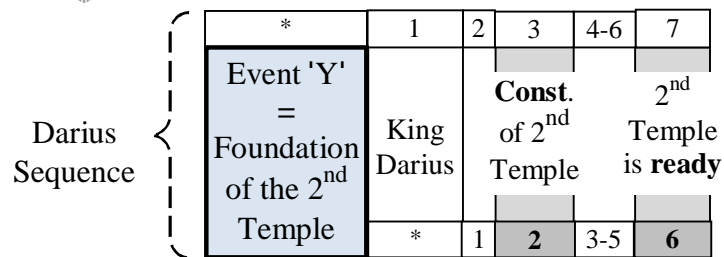 * 1 2 3 4-6 7
Darius
Sequence
Event 'Y'
=
Foundation
of the 2nd
Temple
King
Darius
Const.
of 2nd
Temple
2nd
Temple
is ready
* 1 2 3-5 6